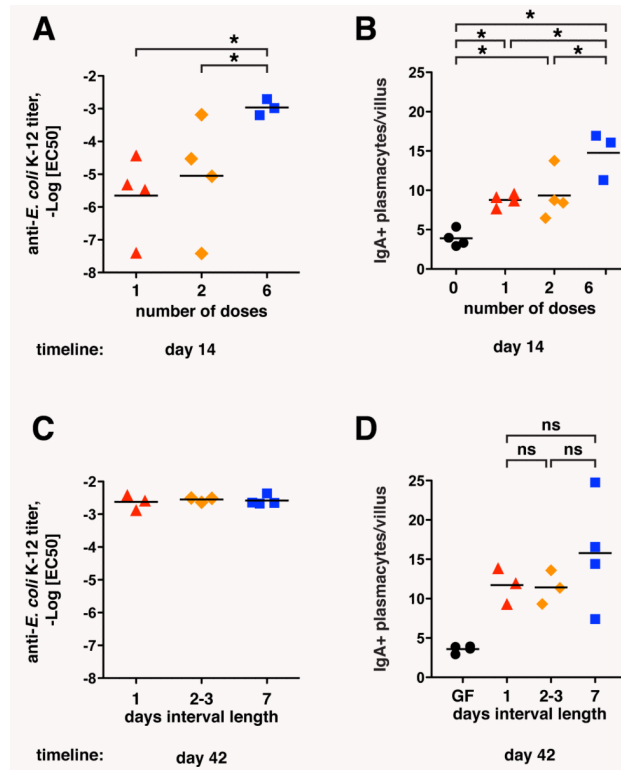 A
*
*
anti-E. coli K-12 titer,
-Log [EC50]
-2
-3
-4
-5
-6
-7
-8
1 2 6
number of doses
timeline: day 14
B
*
* *
* *
IgA+ plasmacytes/villus
25
20
15
10
5
0
0 1 2 6
number of doses
day 14
C
anti-E. coli K-12 titer,
-Log [EC50]
-2
-3
-4
-5
-6
-7
-8
1 2-3 7
days interval length
timeline: day 42
D
ns
ns ns
IgA+ plasmacytes/villus
25
20
15
10
5
0
GF 1 2-3 7
days interval length
day 42